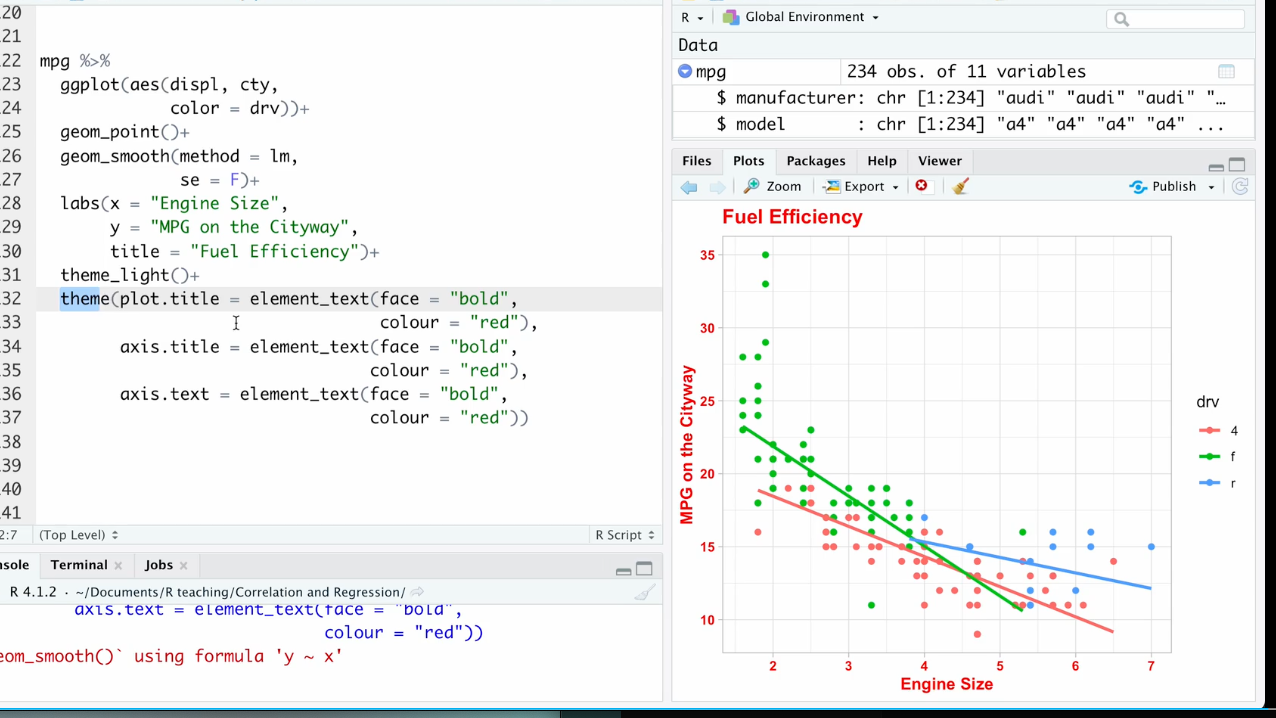 20
21
22 mpg %>%
23 ggplot(aes(displ, cty,
24 color = drv))+
25 geom_point()+
26 geom_smooth(method = lm,
27 se = F)+
28 labs(x = "Engine Size",
29 y = "MPG on the Cityway",
30 title = "Fuel Efficiency")+
31 theme_light()+
32 theme(plot.title = element_text(face = "bold",
33 colour = "red"),
34 axis.title = element_text(face = "bold",
35 colour = "red"),
36 axis.text = element_text(face = "bold",
37 colour = "red"))
38
39
40
41
2:7 (Top Level) R Script
nsole Terminal Jobs
R 4.1.2 · ~/Documents/R teaching/Correlation and Regression/
axis.text = element_text(face = "bold",
colour = "red"))
eom_smooth()` using formula 'y ~ x'
R Global Environment
Data
mpg 234 obs. of 11 variables
$ manufacturer: chr [1:234] "audi" "audi" "audi" "…
$ model : chr [1:234] "a4" "a4" "a4" "a4" ...
Files Plots Packages Help Viewer
Zoom Export Publish
Fuel Efficiency
35
30
25
20
15
10
MPG on the Cityway
2 3 4 5 6 7
Engine Size
drv
4
f
r